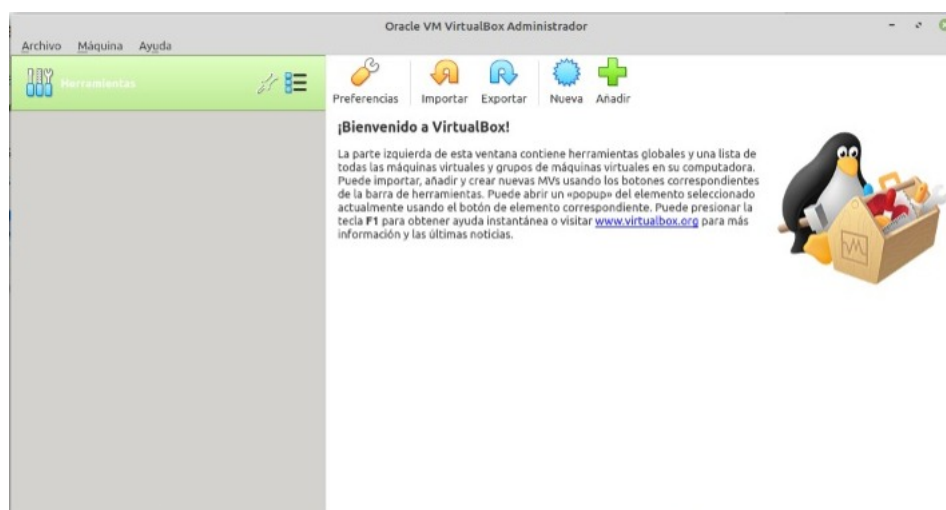 Oracle VM VirtualBox Administrador
Archivo Máquina Ayuda
Herramientas
Preferencias Importar Exportar Nueva Añadir
¡Bienvenido a VirtualBox!
La parte izquierda de esta ventana contiene herramientas globales y una lista de
todas las máquinas virtuales y grupos de máquinas virtuales en su computadora.
Puede importar, añadir y crear nuevas MVs usando los botones correspondientes
de la barra de herramientas. Puede abrir un «popup» del elemento seleccionado
actualmente usando el botón de elemento correspondiente. Puede presionar la
tecla F1 para obtener ayuda instantánea o visitar www.virtualbox.org para más
información y las últimas noticias.